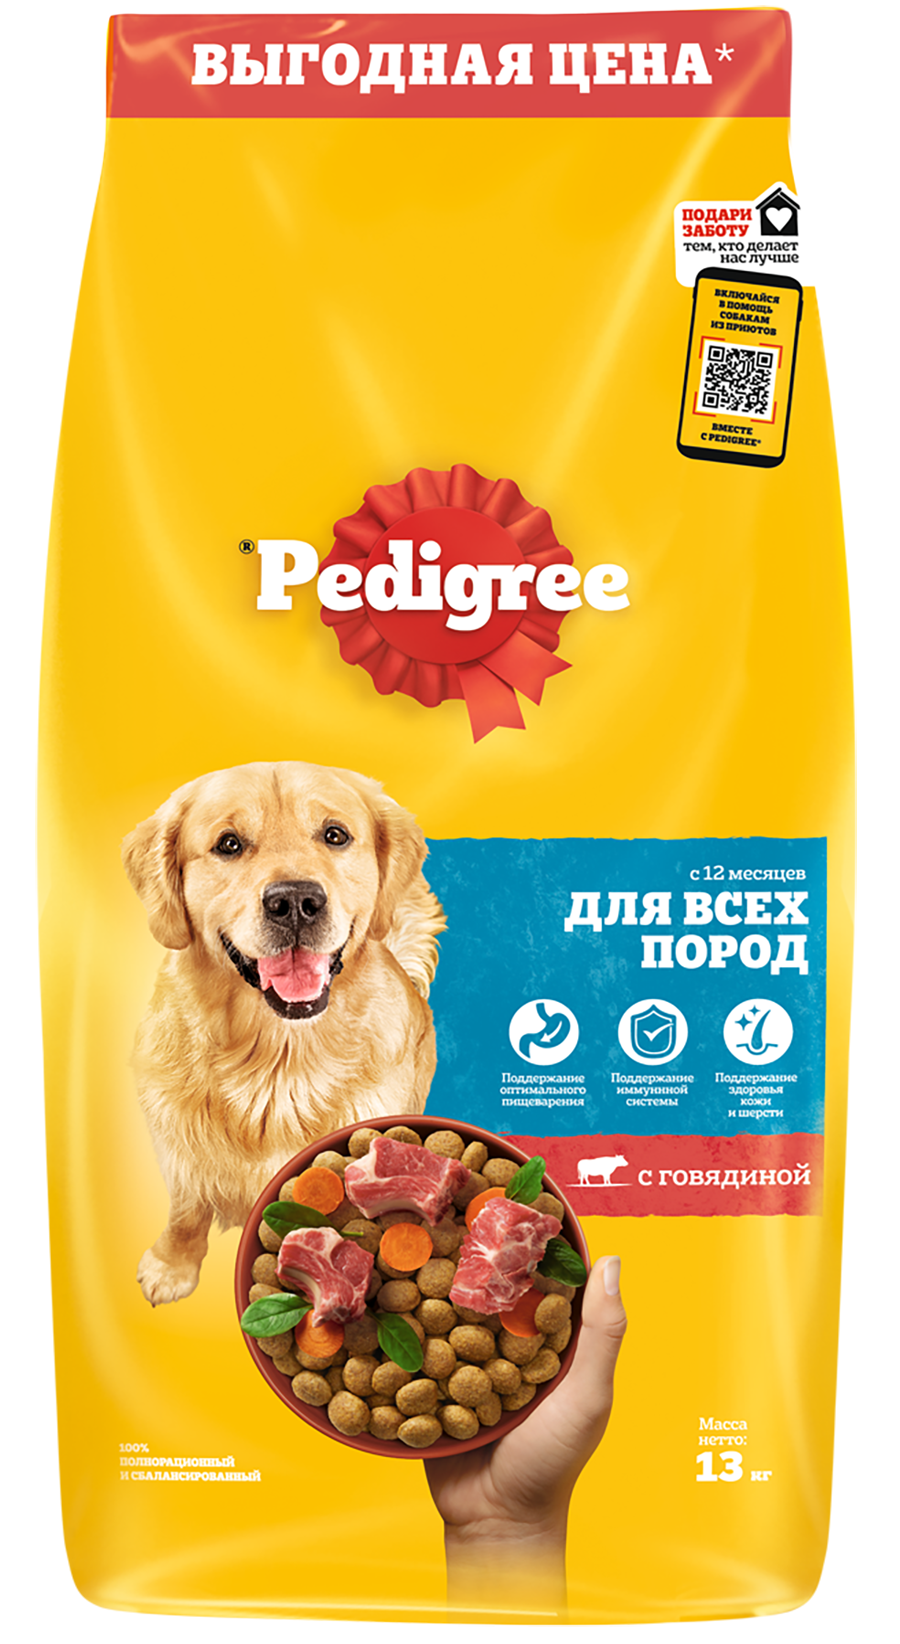 ВЫГОДНАЯ ЦЕНА*
ПОДАРИ
ЗАБОТУ
тем, кто делает
нас лучше
ВКЛЮЧАЙСЯ
В ПОМОЩЬ
СОБАКАМ
ИЗ ПРИЮТОВ
ВМЕСТЕ
С PEDIGREE®
®Pedigree
с 12 месяцев
ДЛЯ ВСЕХ
ПОРОД
Поддержание
оптимального
пищеварения
Поддержание
иммунной
системы
Поддержание
здоровья
кожи
и шерсти
с говядиной
100%
ПОЛНОРАЦИОННЫЙ
И СБАЛАНСИРОВАННЫЙ
Масса
нетто:
13 кг